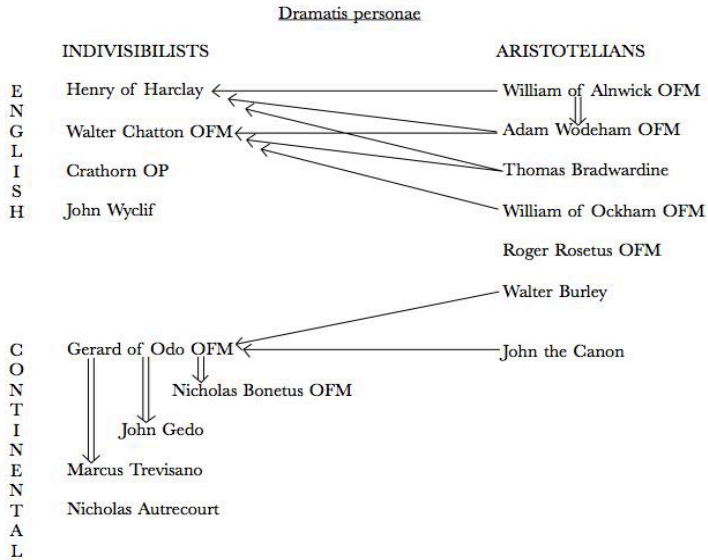 Dramatis personae
INDIVISIBILISTS
ARISTOTELIANS
ENGLISH
Henry of Harclay
William of Alnwick OFM
Walter Chatton OFM
Adam Wodeham OFM
Crathorn OP
Thomas Bradwardine
John Wyclif
William of Ockham OFM
Roger Rosetus OFM
Walter Burley
CONTINENTAL
Gerard of Odo OFM
John the Canon
Nicholas Bonetus OFM
John Gedo
Marcus Trevisano
Nicholas Autrecourt